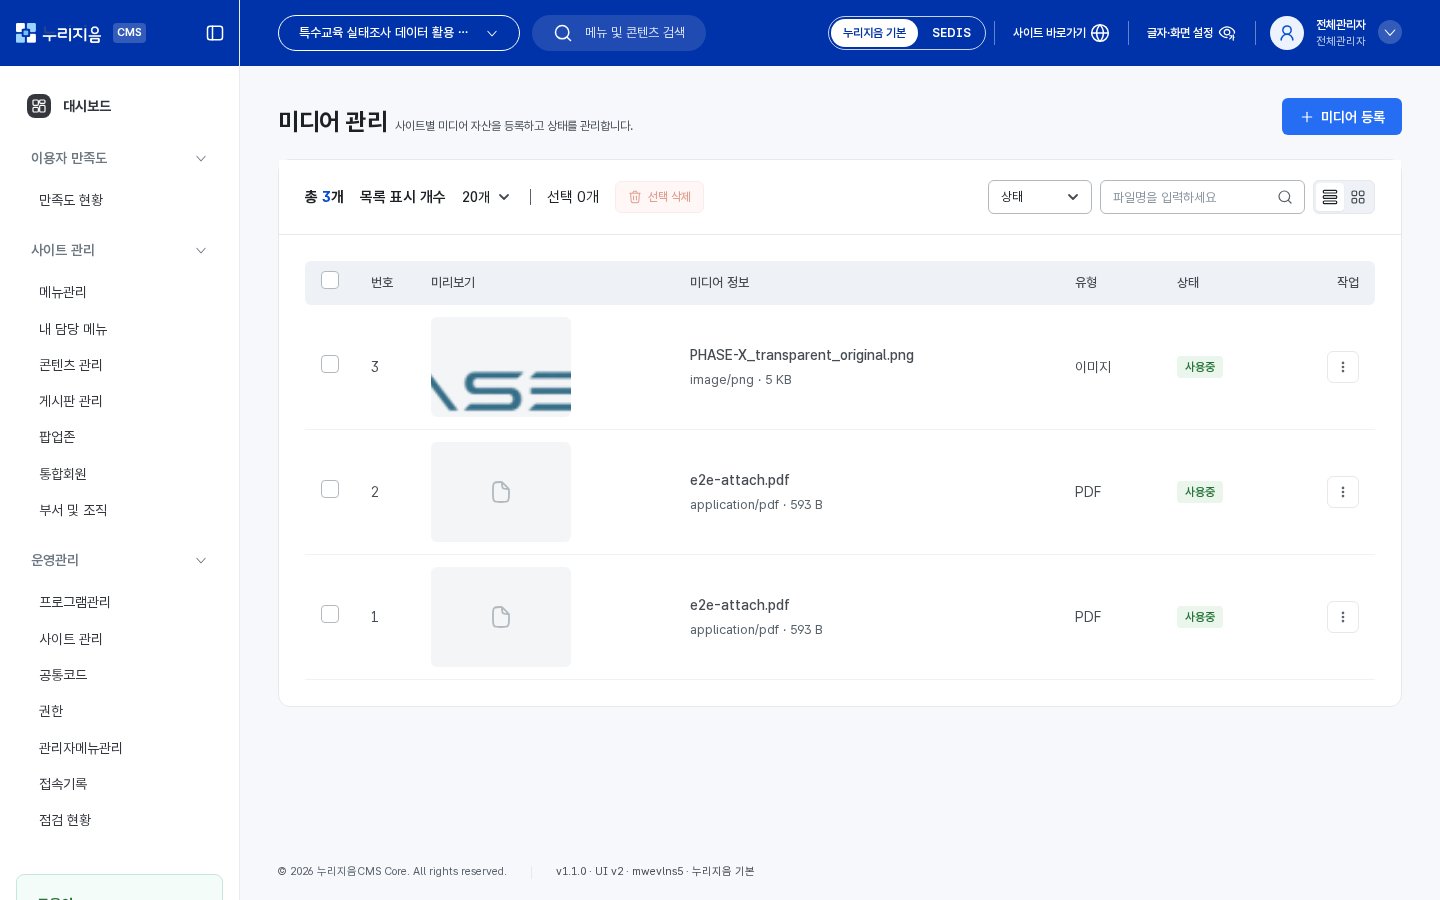 누리지음 CMS
특수교육 실태조사 데이터 활용 ···
메뉴 및 콘텐츠 검색
누리지음 기본
SEDIS
사이트 바로가기
글자·화면 설정
전체관리자
전체관리자
대시보드
이용자 만족도
만족도 현황
사이트 관리
메뉴관리
내 담당 메뉴
콘텐츠 관리
게시판 관리
팝업존
통합회원
부서 및 조직
운영관리
프로그램관리
사이트 관리
공통코드
권한
관리자메뉴관리
접속기록
점검 현황
미디어 관리 사이트별 미디어 자산을 등록하고 상태를 관리합니다.
미디어 등록
총 3개 목록 표시 개수 20개 선택 0개 선택 삭제
상태 파일명을 입력하세요
번호 미리보기 미디어 정보 유형 상태 작업
3 ASE PHASE-X_transparent_original.png 이미지 사용중
image/png · 5 KB
2 e2e-attach.pdf PDF 사용중
application/pdf · 593 B
1 e2e-attach.pdf PDF 사용중
application/pdf · 593 B
© 2026 누리지음CMS Core. All rights reserved. v1.1.0 · UI v2 · mwevlns5 · 누리지음 기본